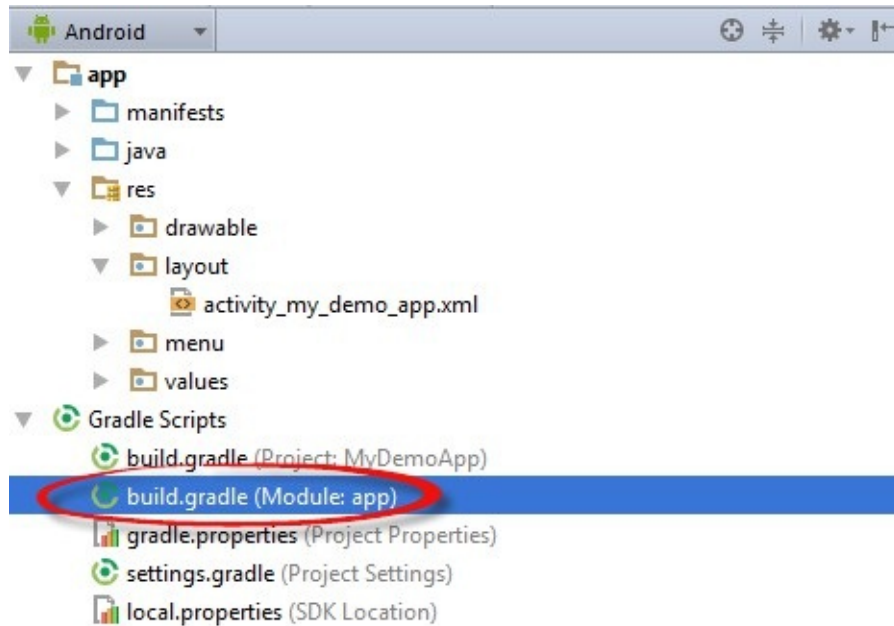 Android
app
manifests
java
res
drawable
layout
activity_my_demo_app.xml
menu
values
Gradle Scripts
build.gradle (Project: MyDemoApp)
build.gradle (Module: app)
gradle.properties (Project Properties)
settings.gradle (Project Settings)
local.properties (SDK Location)